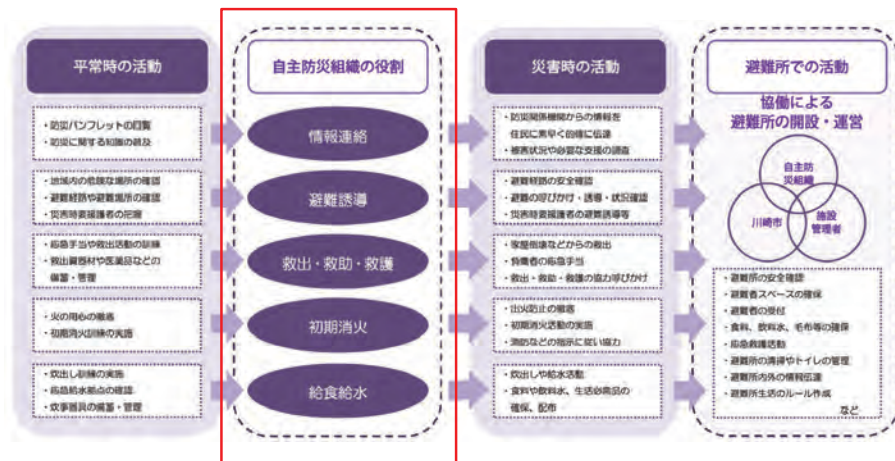 平常時の活動
・防災パンフレットの回覧
・防災に関する知識の普及
・地域内の危険な場所の確認
・避難経路や避難場所の確認
・災害時要援護者の把握
・応急手当や救出活動の訓練
・救出資器材や医薬品などの
備蓄・管理
・火の用心の徹底
・初期消火訓練の実施
・炊出し訓練の実施
・応急給水拠点の確認
・炊事器具の備蓄・管理
自主防災組織の役割
情報連絡
避難誘導
救出・救助・救護
初期消火
給食給水
災害時の活動
・防災関係機関からの情報を
住民に素早く的確に伝達
・被害状況や必要な支援の調査
・避難経路の安全確認
・避難の呼びかけ・誘導・状況確認
・災害時要援護者の避難誘導等
・家屋倒壊などからの救出
・負傷者の応急手当
・救出・救助・救護の協力呼びかけ
・出火防止の徹底
・初期消火活動の実施
・消防などの指示に従い協力
・炊出しや給水活動
・食料や飲料水、生活必需品の
確保、配布
避難所での活動
協働による
避難所の開設・運営
自主防
災組織
川崎市
施設
管理者
・避難所の安全確認
・避難者スペースの確保
・避難者の受付
・食料、飲料水、毛布等の確保
・応急救護活動
・避難所の清掃やトイレの管理
・避難所内外の情報伝達
・避難所生活のルール作成
など